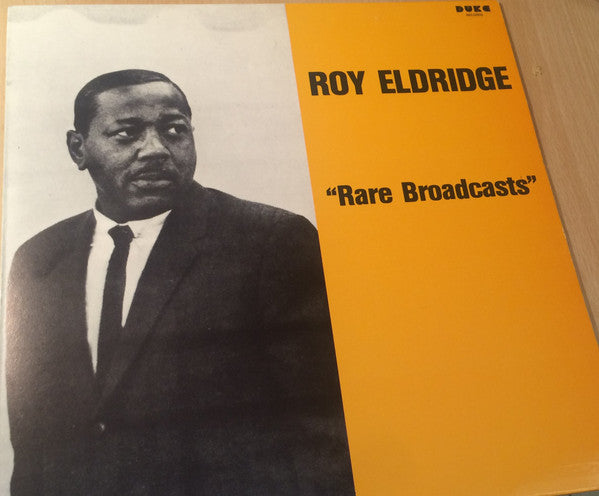 DUKE
RECORDS
ROY ELDRIDGE
“Rare Broadcasts”